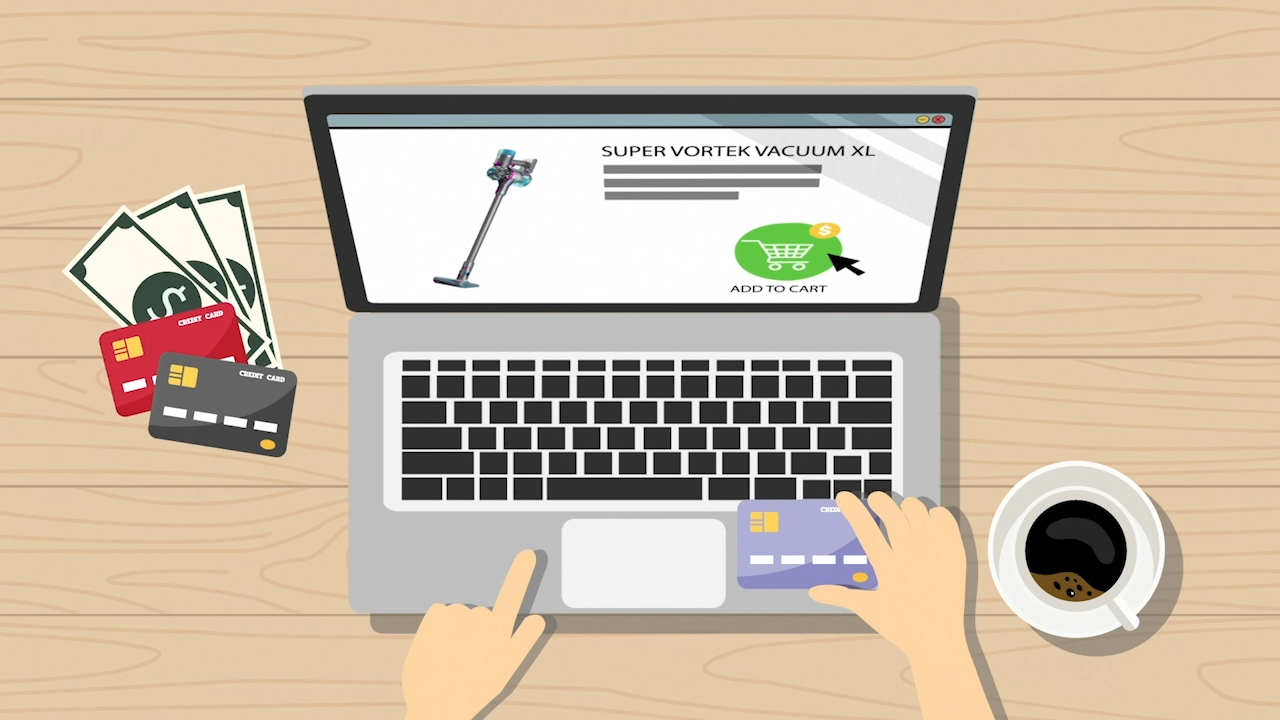 SUPER VORTEK VACUUM XL
$
ADD TO CART
$
CREDIT CARD
CREDIT CARD